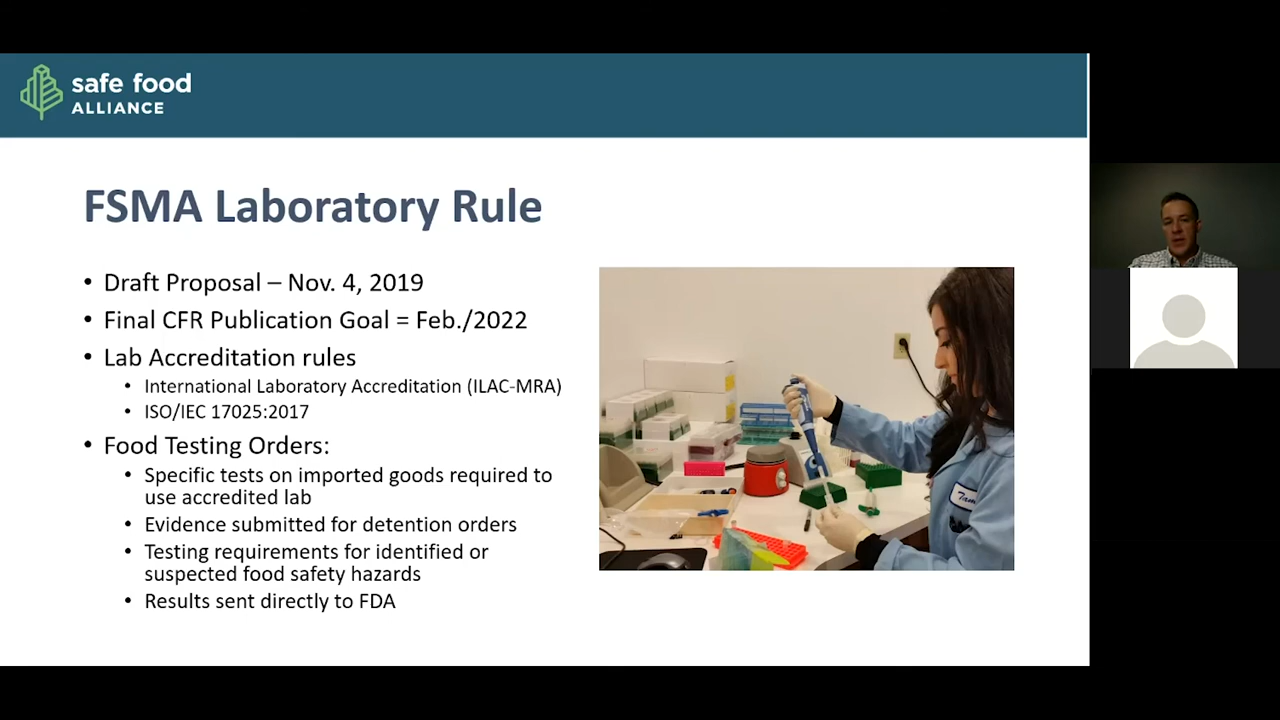 safe food
ALLIANCE
FSMA Laboratory Rule
• Draft Proposal – Nov. 4, 2019
• Final CFR Publication Goal = Feb./2022
• Lab Accreditation rules
• International Laboratory Accreditation (ILAC-MRA)
• ISO/IEC 17025:2017
• Food Testing Orders:
• Specific tests on imported goods required to
use accredited lab
• Evidence submitted for detention orders
• Testing requirements for identified or
suspected food safety hazards
• Results sent directly to FDA